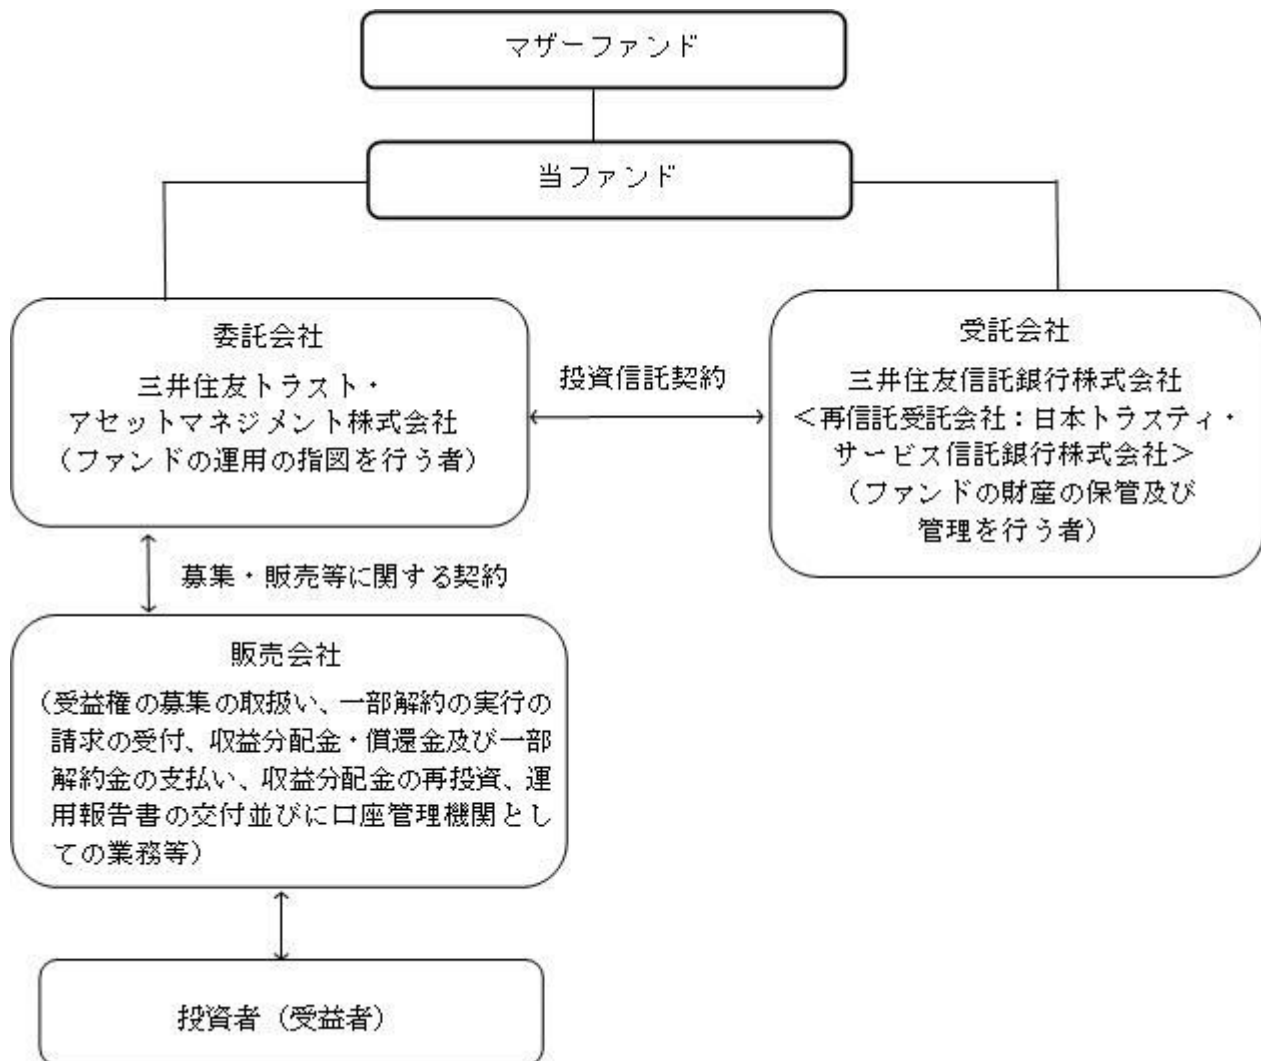 マザーファンド
当ファンド
委託会社
三井住友トラスト・
アセットマネジメント株式会社
（ファンドの運用の指図を行う者）
投資信託契約
受託会社
三井住友信託銀行株式会社
＜再信託受託会社：日本トラスティ・
サービス信託銀行株式会社＞
（ファンドの財産の保管及び
管理を行う者）
募集・販売等に関する契約
販売会社
（受益権の募集の取扱い、一部解約の実行の
請求の受付、収益分配金・償還金及び一部
解約金の支払い、収益分配金の再投資、運
用報告書の交付並びに口座管理機関とし
ての業務等）
投資者（受益者）